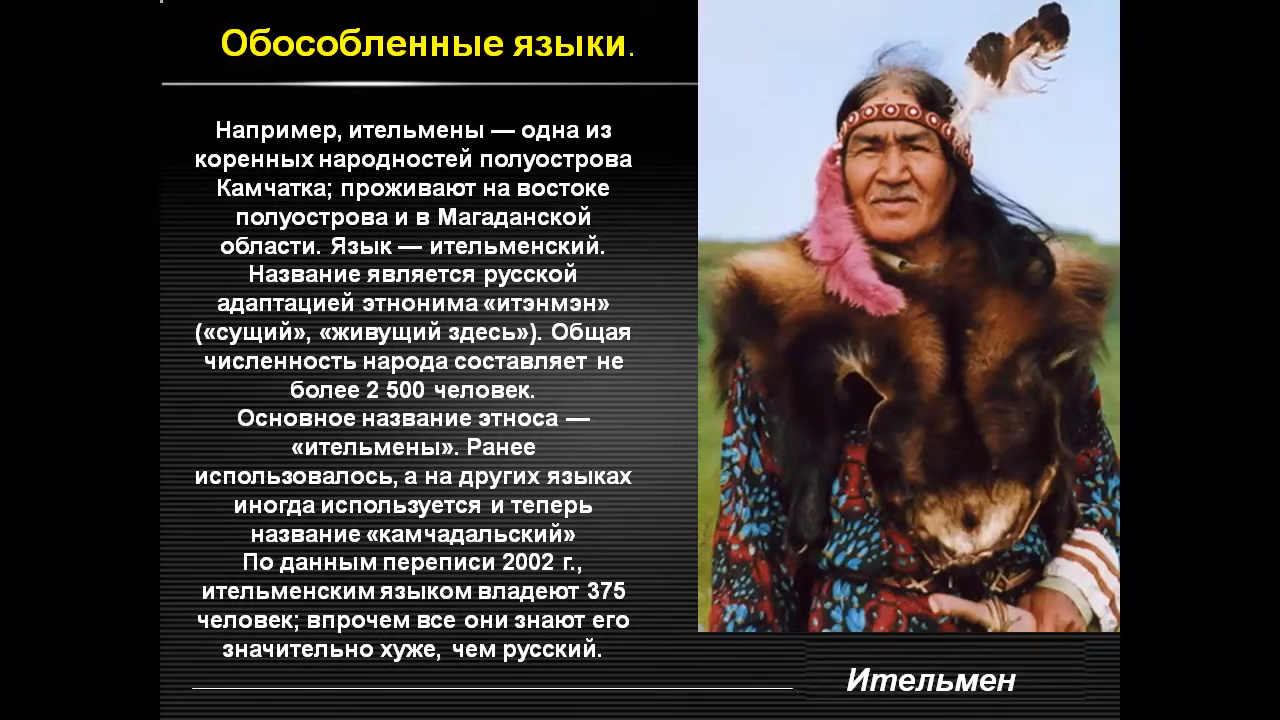 Обособленные языки.
Например, ительмены — одна из
коренных народностей полуострова
Камчатка; проживают на востоке
полуострова и в Магаданской
области. Язык — ительменский.
Название является русской
адаптацией этнонима «итэнмэн»
(«сущий», «живущий здесь»). Общая
численность народа составляет не
более 2 500 человек.
Основное название этноса —
«ительмены». Ранее
использовалось, а на других языках
иногда используется и теперь
название «камчадальский»
По данным переписи 2002 г.,
ительменским языком владеют 375
человек; впрочем все они знают его
значительно хуже, чем русский.
Ительмен